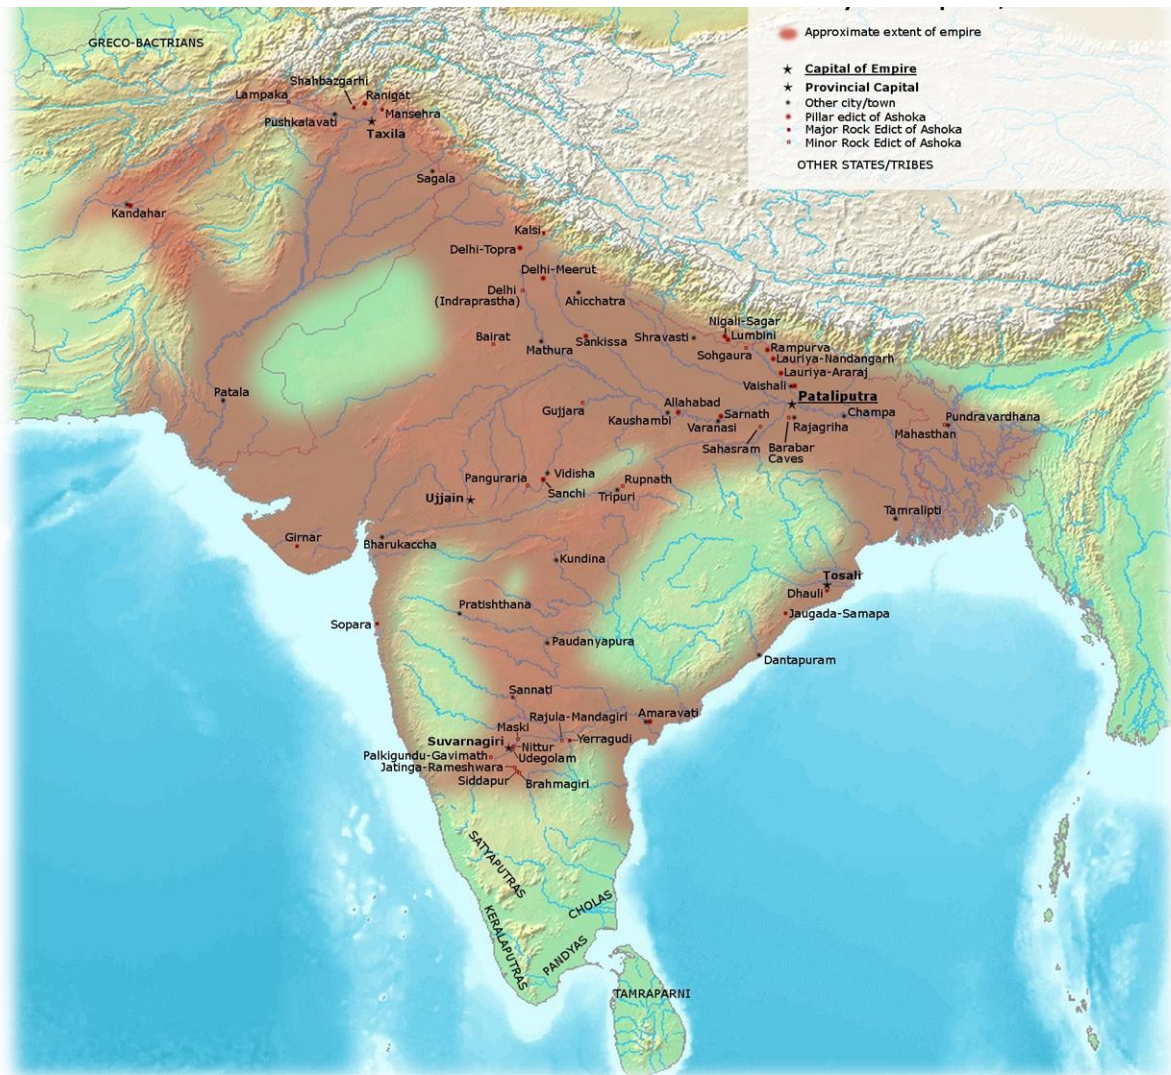 GRECO-BACTRIANS
Approximate extent of empire
Capital of Empire
Provincial Capital
Other city/town
Pillar edict of Ashoka
Major Rock Edict of Ashoka
Minor Rock Edict of Ashoka
OTHER STATES/TRIBES
Shahbazgarhi
Lampaka
Ranigat
Mansehra
Pushkalavati
Taxila
Sagala
Kandahar
Kalsi
Delhi-Topra
Delhi-Meerut
Delhi
(Indraprastha)
Ahicchatra
Nigali-Sagar
Bairat
Mathura
Sankissa
Shravasti
Lumbini
Sohgaura
Rampurva
Lauriya-Nandangarh
Lauriya-Araraj
Vaishali
Patala
Pataliputra
Gujjara
Allahabad
Kaushambi
Sarnath
Varanasi
Champa
Rajagriha
Pundravardhana
Mahasthan
Sahasram
Barabar
Caves
Vidisha
Panguraria
Rupnath
Sanchi
Tripuri
Ujjain
Tamralipti
Girnar
Bharukaccha
Kundina
Tosali
Dhauli
Pratishthana
Jaugada-Samapa
Sopara
Paudanyapura
Dantapuram
Sannati
Rajula-Mandagiri
Amaravati
Maski
Suvarnagiri
Nittur
Yerragudi
Palkigundu-Gavimath
Udegolam
Jatinga-Rameshwara
Siddapur
Brahmagiri
SATYAPUTRAS
CHOLAS
KERALAPUTRAS
PANDYAS
TAMRAPARNI